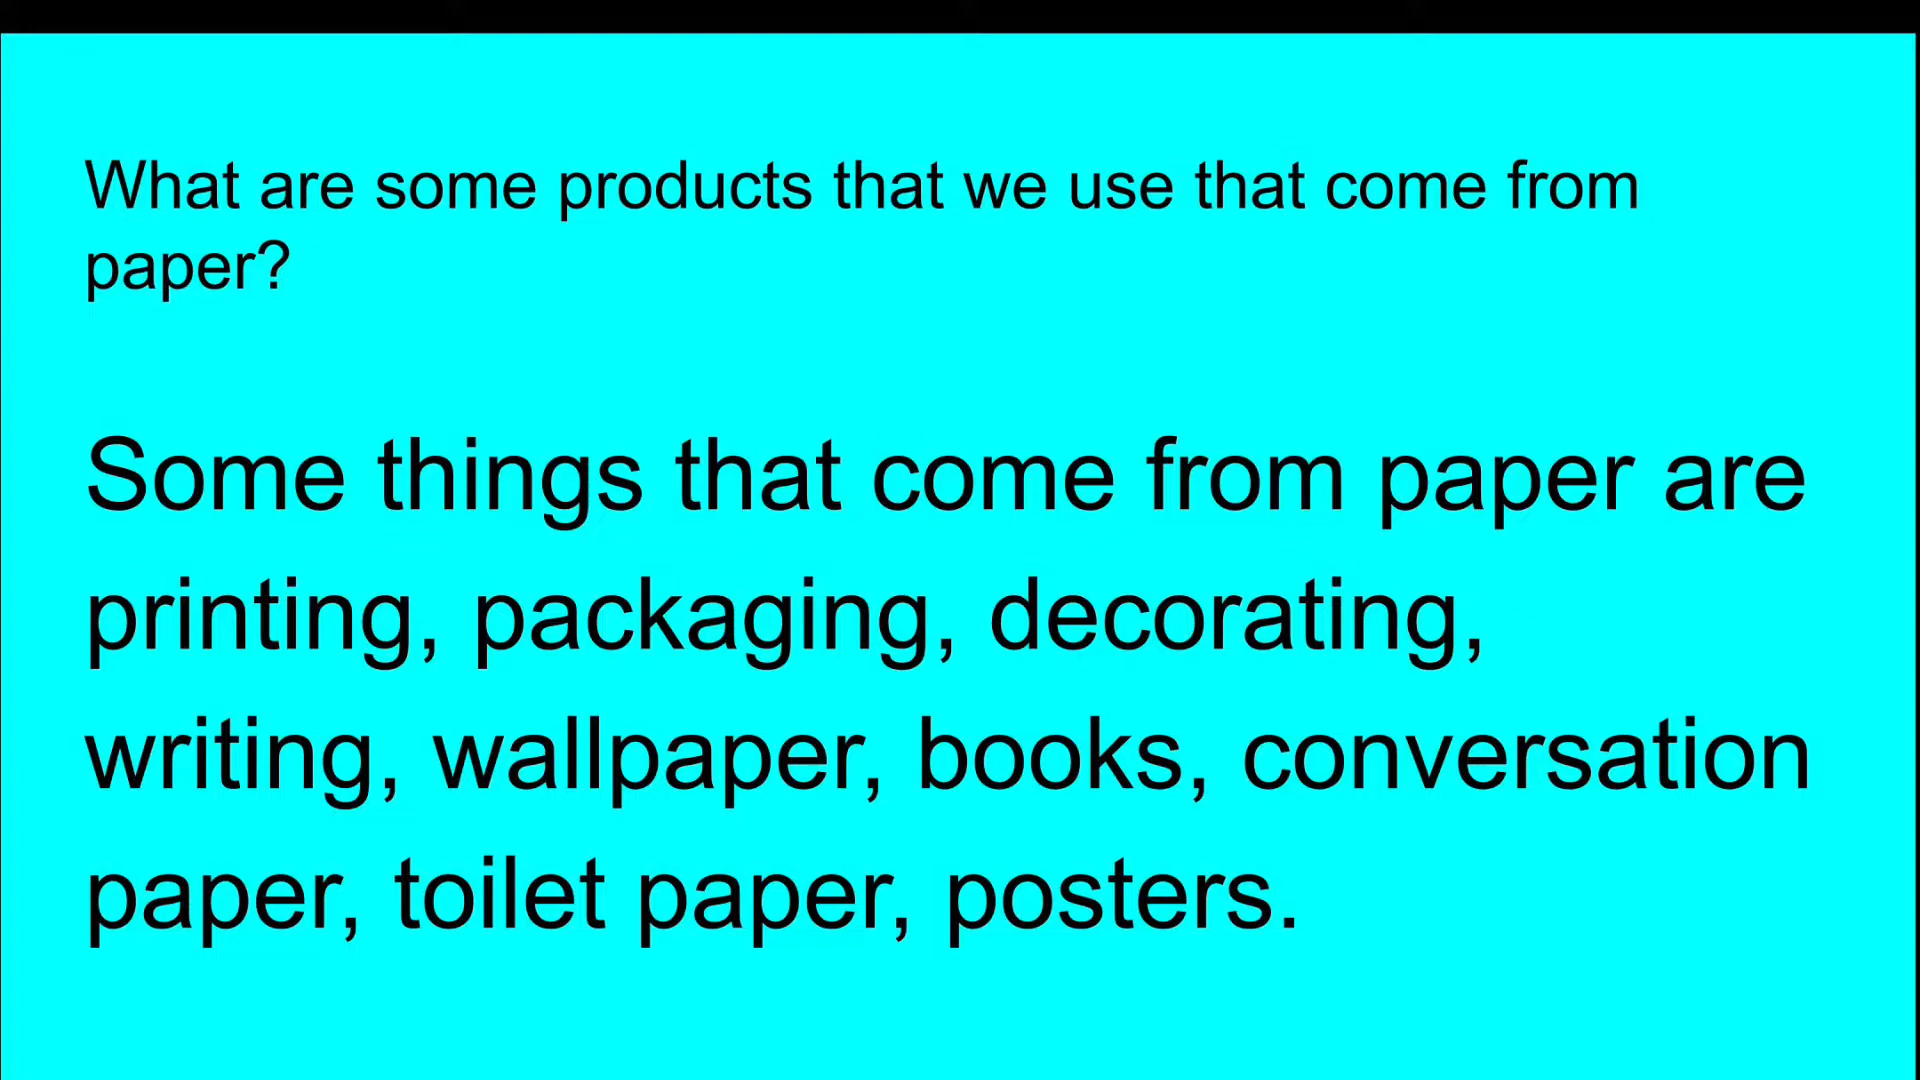 What are some products that we use that come from
paper?
Some things that come from paper are
printing, packaging, decorating,
writing, wallpaper, books, conversation
paper, toilet paper, posters.